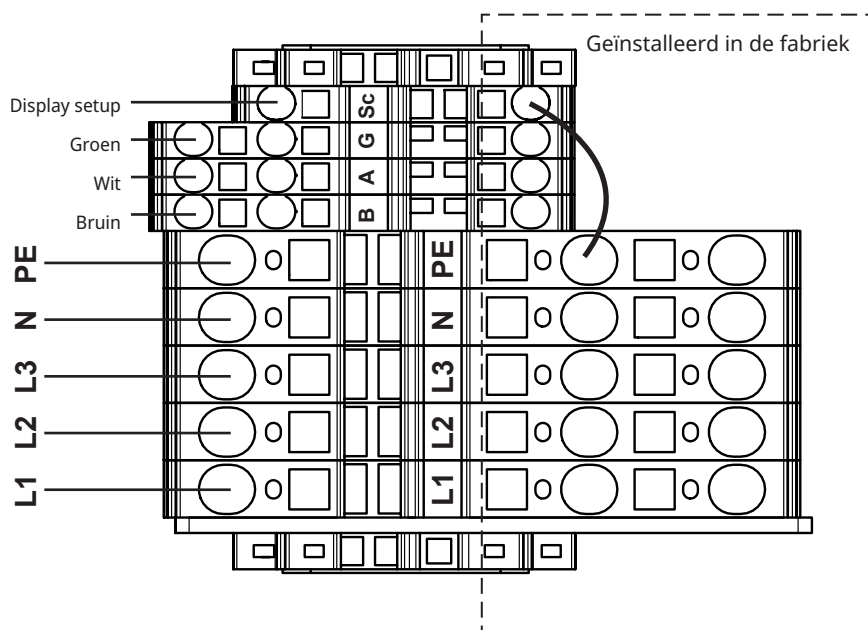 Geïnstalleerd in de fabriek
Display setup
Sc
Groen
G
Wit
A
Bruin
B
PE
PE
N
N
L3
L3
L2
L2
L1
L1